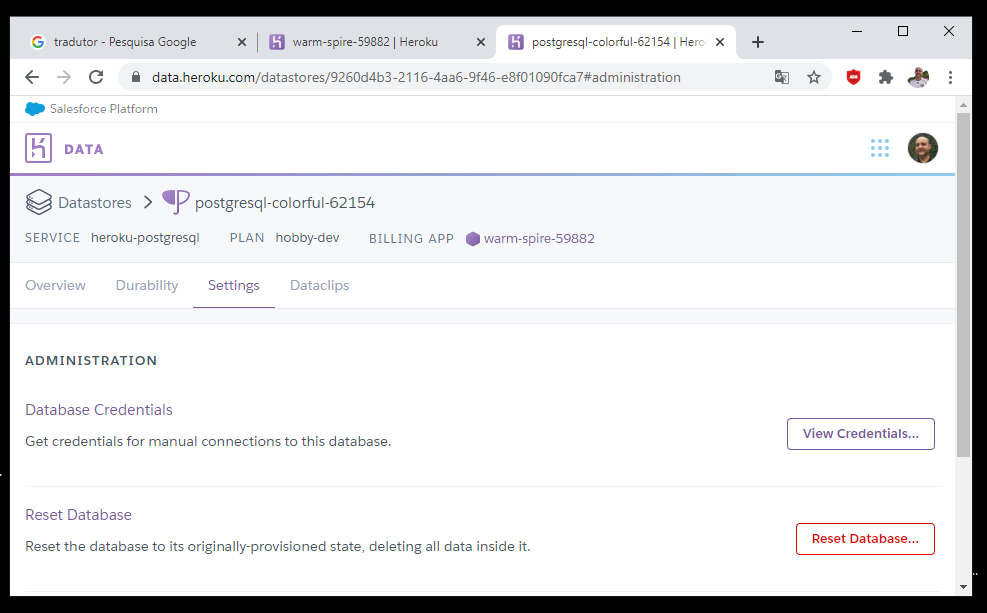 tradutor - Pesquisa Google
warm-spire-59882 | Heroku
postgresql-colorful-62154 | Hero
data.heroku.com/datastores/9260d4b3-2116-4aa6-9f46-e8f01090fca7#administration
Salesforce Platform
DATA
Datastores > postgresql-colorful-62154
SERVICE heroku-postgresql PLAN hobby-dev BILLING APP warm-spire-59882
Overview Durability Settings Dataclips
ADMINISTRATION
Database Credentials
Get credentials for manual connections to this database.
View Credentials...
Reset Database
Reset the database to its originally-provisioned state, deleting all data inside it.
Reset Database...